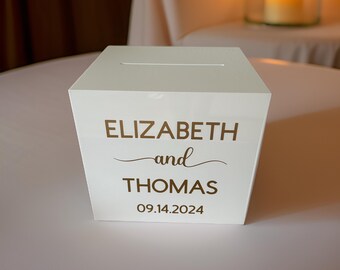 ELIZABETH
and
THOMAS
09.14.2024